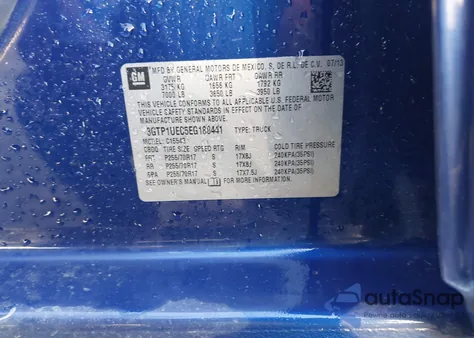 GM
MFD BY GENERAL MOTORS DE MEXICO, S. DE R.L. DE C.V. 07/13
GVWR GAWR FRT GAWR RR
3175 KG 1656 KG 1792 KG
7000 LB 3650 LB 3950 LB
THIS VEHICLE CONFORMS TO ALL APPLICABLE U.S. FEDERAL MOTOR
VEHICLE SAFETY STANDARDS IN EFFECT ON THE DATE OF
MANUFACTURE SHOWN ABOVE.
3GTP1UEC5EG188441 TYPE: TRUCK
MODEL: C15543
TIRE SIZE SPEED RTG RIM COLD TIRE PRESSURE
FRT P255/70R17 S 17X8J 240KPA(35PSI)
RR P255/70R17 S 17X8J 240KPA(35PSI)
SPA P255/70R17 S 17X7.5J 240KPA(35PSI)
SEE OWNER'S MANUAL
autoSnap